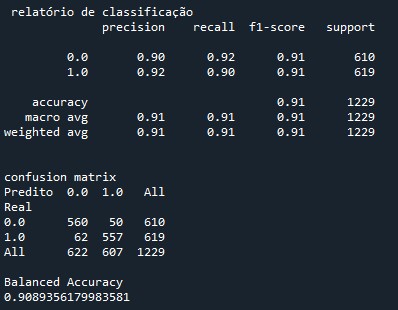 relatório de classificação
precision recall f1-score support
0.0 0.90 0.92 0.91 610
1.0 0.92 0.90 0.91 619
accuracy 0.91 1229
macro avg 0.91 0.91 0.91 1229
weighted avg 0.91 0.91 0.91 1229
confusion matrix
Predito 0.0 1.0 All
Real
0.0 560 50 610
1.0 62 557 619
All 622 607 1229
Balanced Accuracy
0.9089356179983581